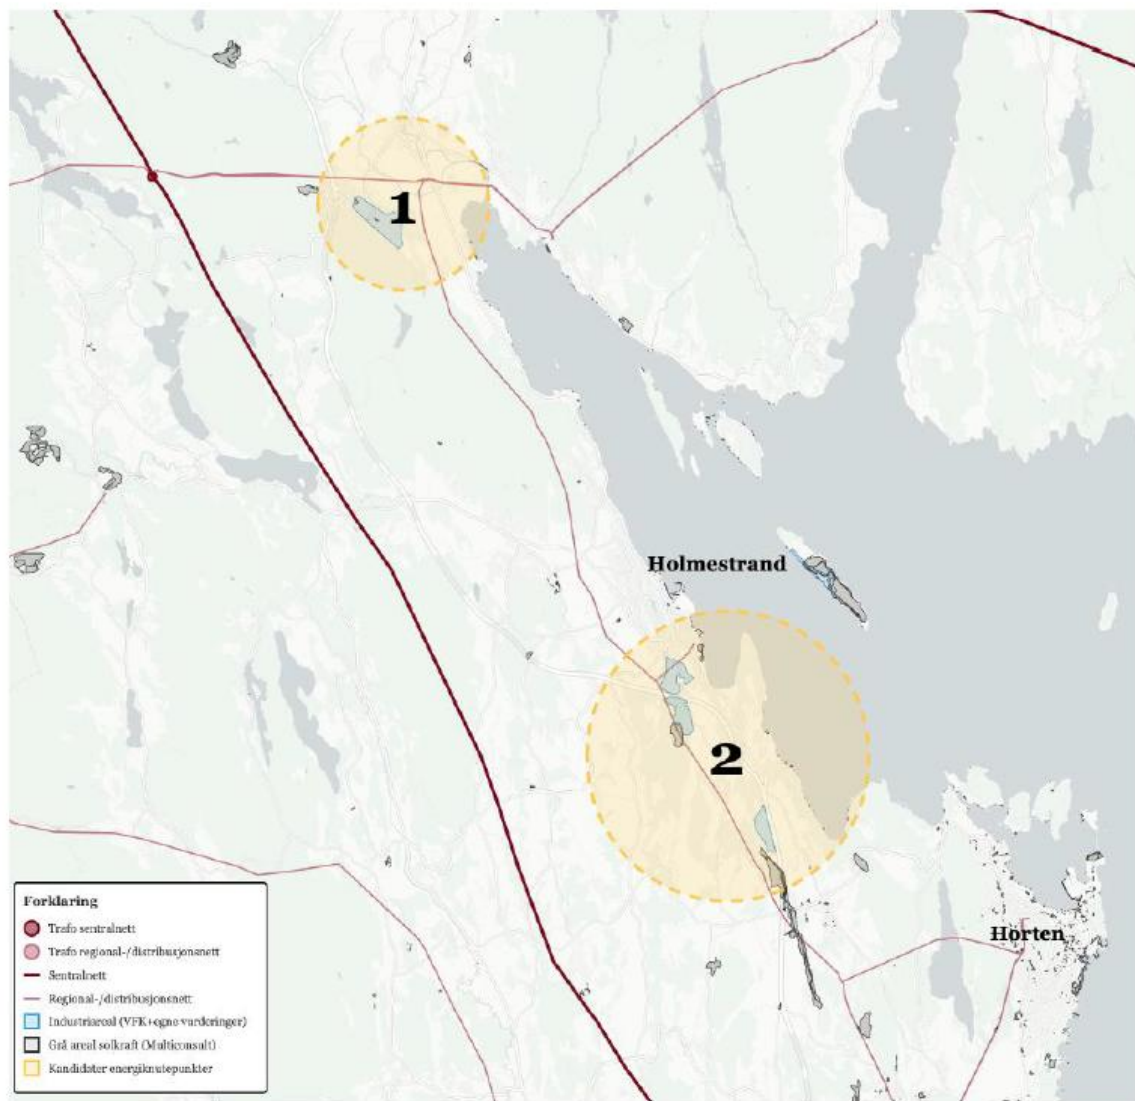 1
Holmestrand
2
Horten
Forklaring
Trafo sentralnett
Trafo regional-/distribusjonsnett
Sentralnett
Regional-/distribusjonsnett
Industriareal (VFK+egne vurderinger)
Grå areal solkraft (Multiconsult)
Kandidater energiknutepunkter